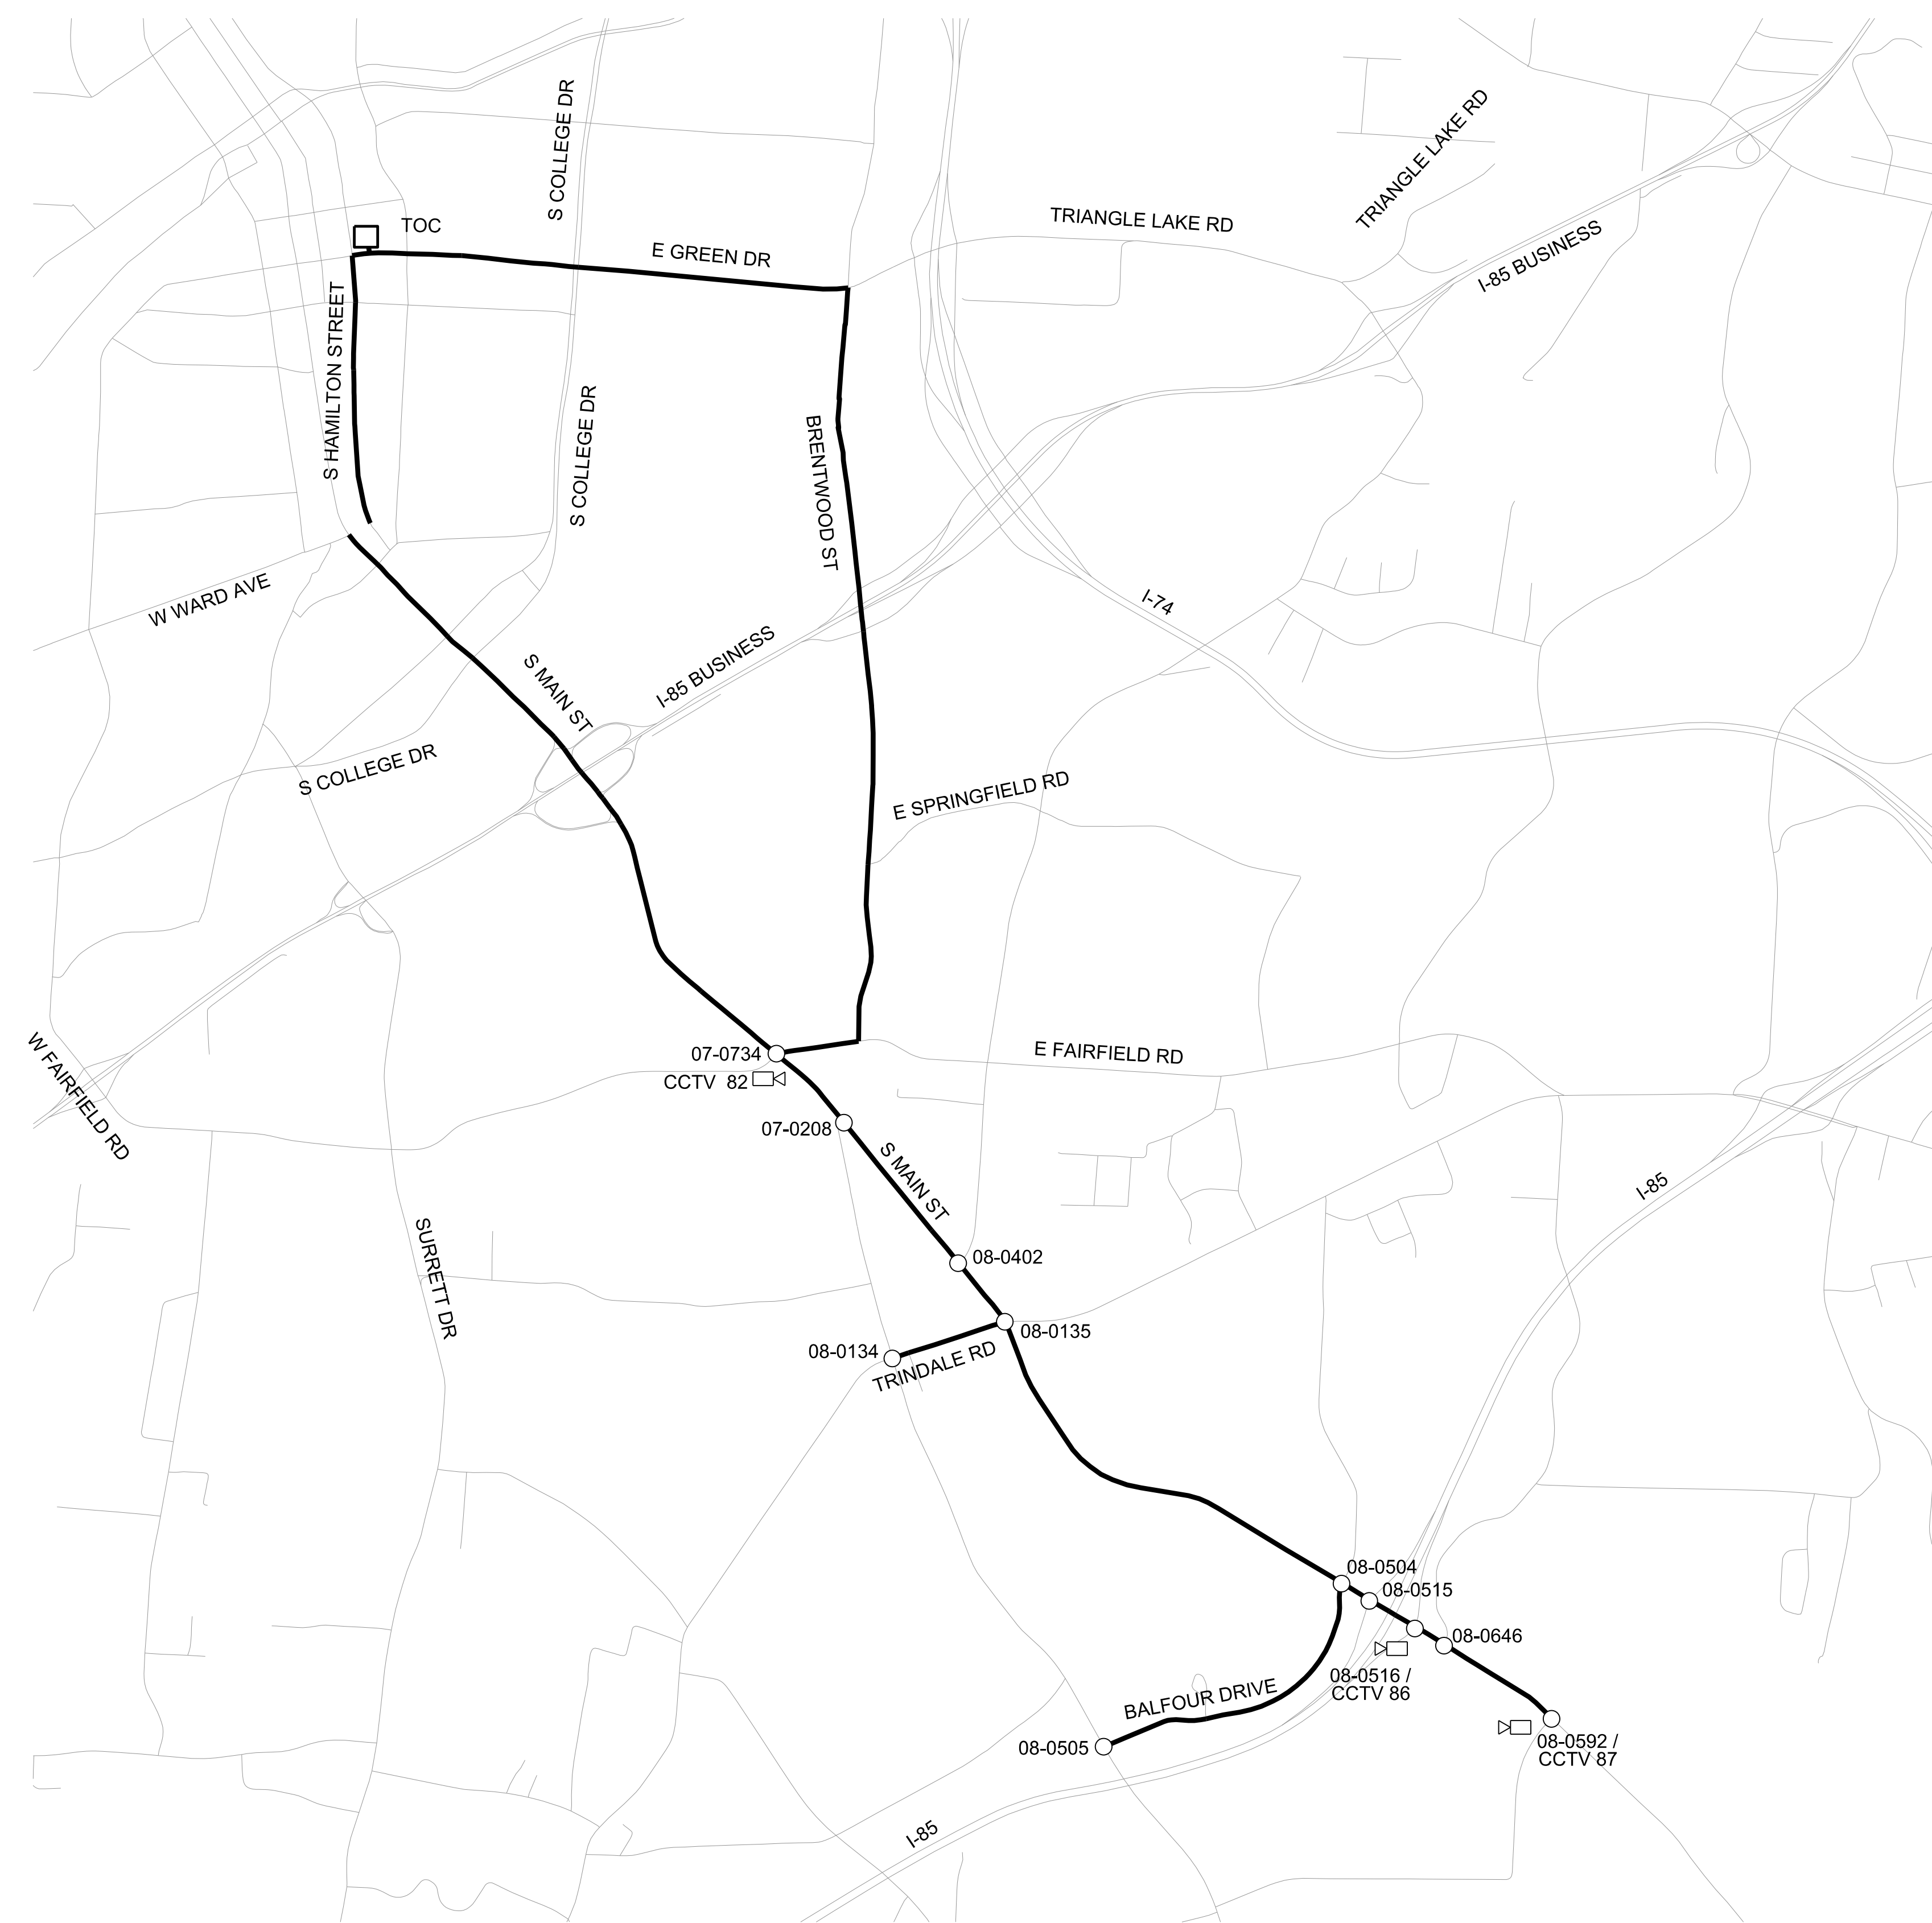 S COLLEGE DR
TRIANGLE LAKE RD
TOC
TRIANGLE LAKE RD
E GREEN DR
I-85 BUSINESS
S HAMILTON STREET
S COLLEGE DR
BRENTWOOD ST
W WARD AVE
I-74
S MAIN ST
I-85 BUSINESS
S COLLEGE DR
E SPRINGFIELD RD
W FAIRFIELD RD
07-0734
E FAIRFIELD RD
CCTV 82
07-0208
S MAIN ST
I-85
SURRETT DR
08-0402
08-0135
08-0134
TRINDALE RD
08-0504
08-0515
08-0646
08-0516 /
CCTV 86
BALFOUR DRIVE
08-0505
08-0592 /
CCTV 87
I-85